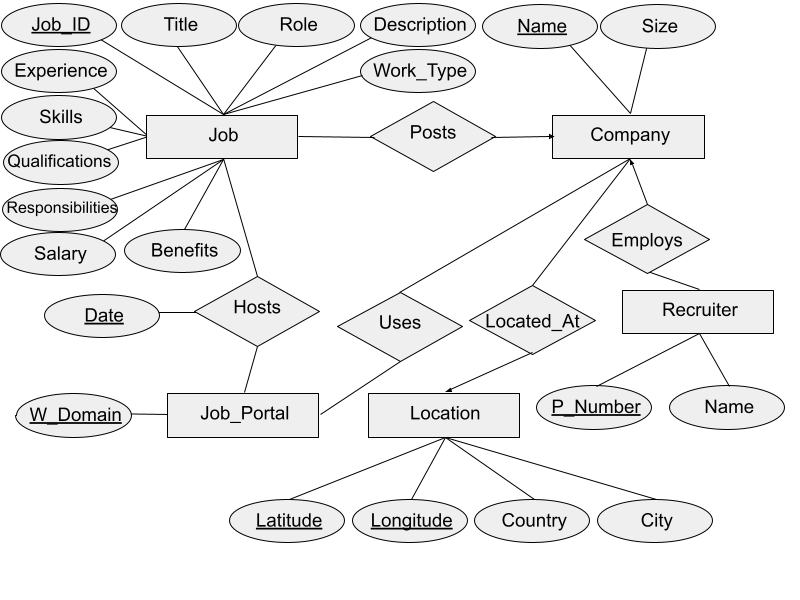 Job_ID
Title
Role
Description
Name
Size
Experience
Work_Type
Skills
Job
Posts
Company
Qualifications
Responsibilities
Salary
Benefits
Employs
Date
Hosts
Uses
Located_At
Recruiter
W_Domain
Job_Portal
Location
P_Number
Name
Latitude
Longitude
Country
City